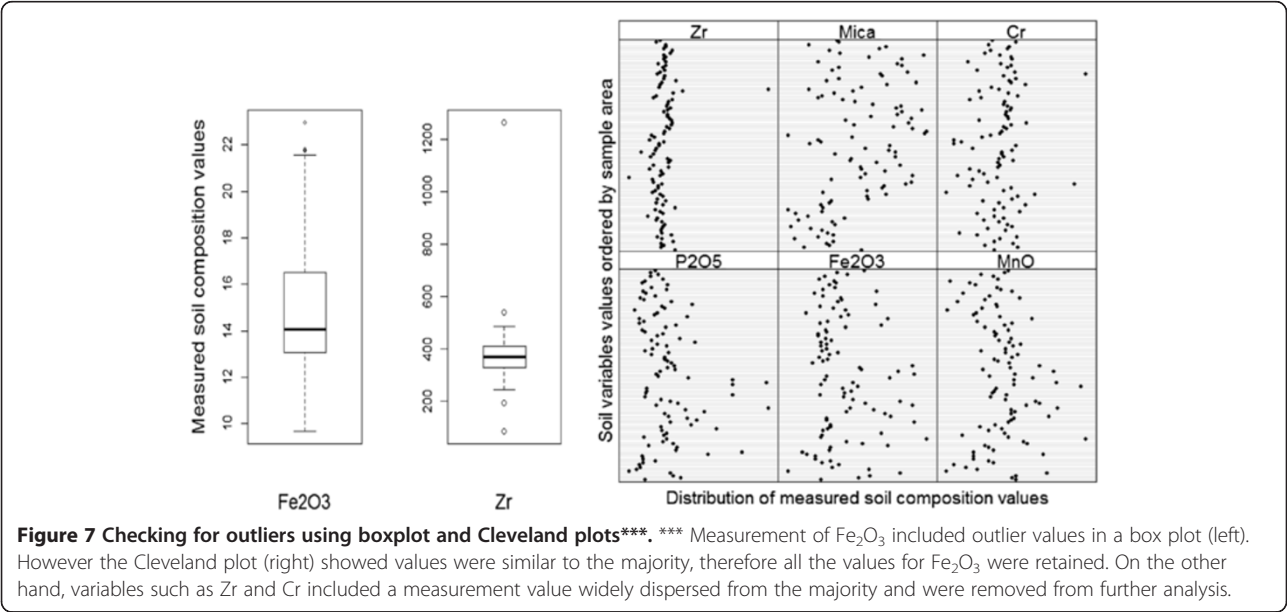 Measured soil composition values
22
20
18
16
14
12
10
Fe2O3
1200
1000
800
600
400
200
Zr
Soil variables values ordered by sample area
Zr Mica Cr
P2O5 Fe2O3 MnO
Distribution of measured soil composition values
Figure 7 Checking for outliers using boxplot and Cleveland plots***. *** Measurement of Fe₂O₃ included outlier values in a box plot (left).
However the Cleveland plot (right) showed values were similar to the majority, therefore all the values for Fe₂O₃ were retained. On the other
hand, variables such as Zr and Cr included a measurement value widely dispersed from the majority and were removed from further analysis.